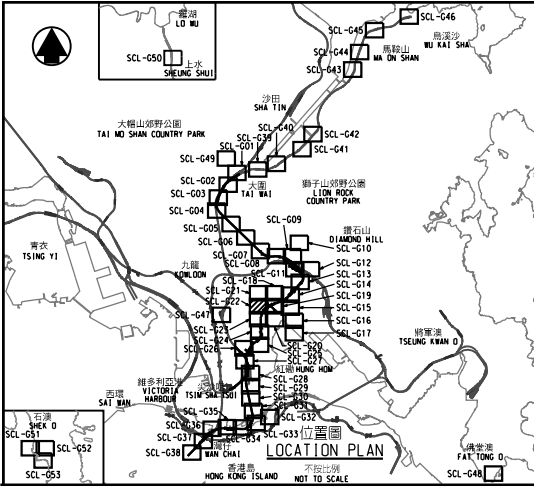 羅湖
LO WU
SCL-G50
上水
SHEUNG SHUI
SCL-G46
SCL-G45
烏溪沙
WU KAI SHA
SCL-G44
馬鞍山
MA ON SHAN
SCL-G43
沙田
SHA TIN
大帽山郊野公園
TAI MO SHAN COUNTRY PARK
SCL-G40
SCL-G39
SCL-G42
SCL-G01
SCL-G41
SCL-G49
SCL-G02
大圍
TAI WAI
獅子山郊野公園
LION ROCK
COUNTRY PARK
SCL-G03
SCL-G04
SCL-G05
SCL-G09
鑽石山
DIAMOND HILL
SCL-G06
SCL-G10
青衣
TSING YI
SCL-G07
SCL-G08
九龍
KOWLOON
SCL-G11
SCL-G12
SCL-G13
SCL-G18
SCL-G14
SCL-G21
SCL-G19
SCL-G22
SCL-G15
SCL-G47
SCL-G16
SCL-G23
SCL-G17
SCL-G24
將軍澳
TSEUNG KWAN O
SCL-G20
SCL-G26
SCL-G27
紅磡 HUNG HOM
SCL-G28
SCL-G29
SCL-G30
SCL-G31
維多利亞港
VICTORIA
HARBOUR
TSIM SHA TSUI
西環
SAI WAN
SCL-G35
SCL-G32
SCL-G36
SCL-G33
SCL-G34
SCL-G37
SCL-G38
灣仔
WAN CHAI
石澳
SHEK O
SCL-G51
SCL-G52
SCL-G53
位置圖
LOCATION PLAN
香港島
HONG KONG ISLAND
不按比例
NOT TO SCALE
佛堂澳
FAT TONG O
SCL-G48